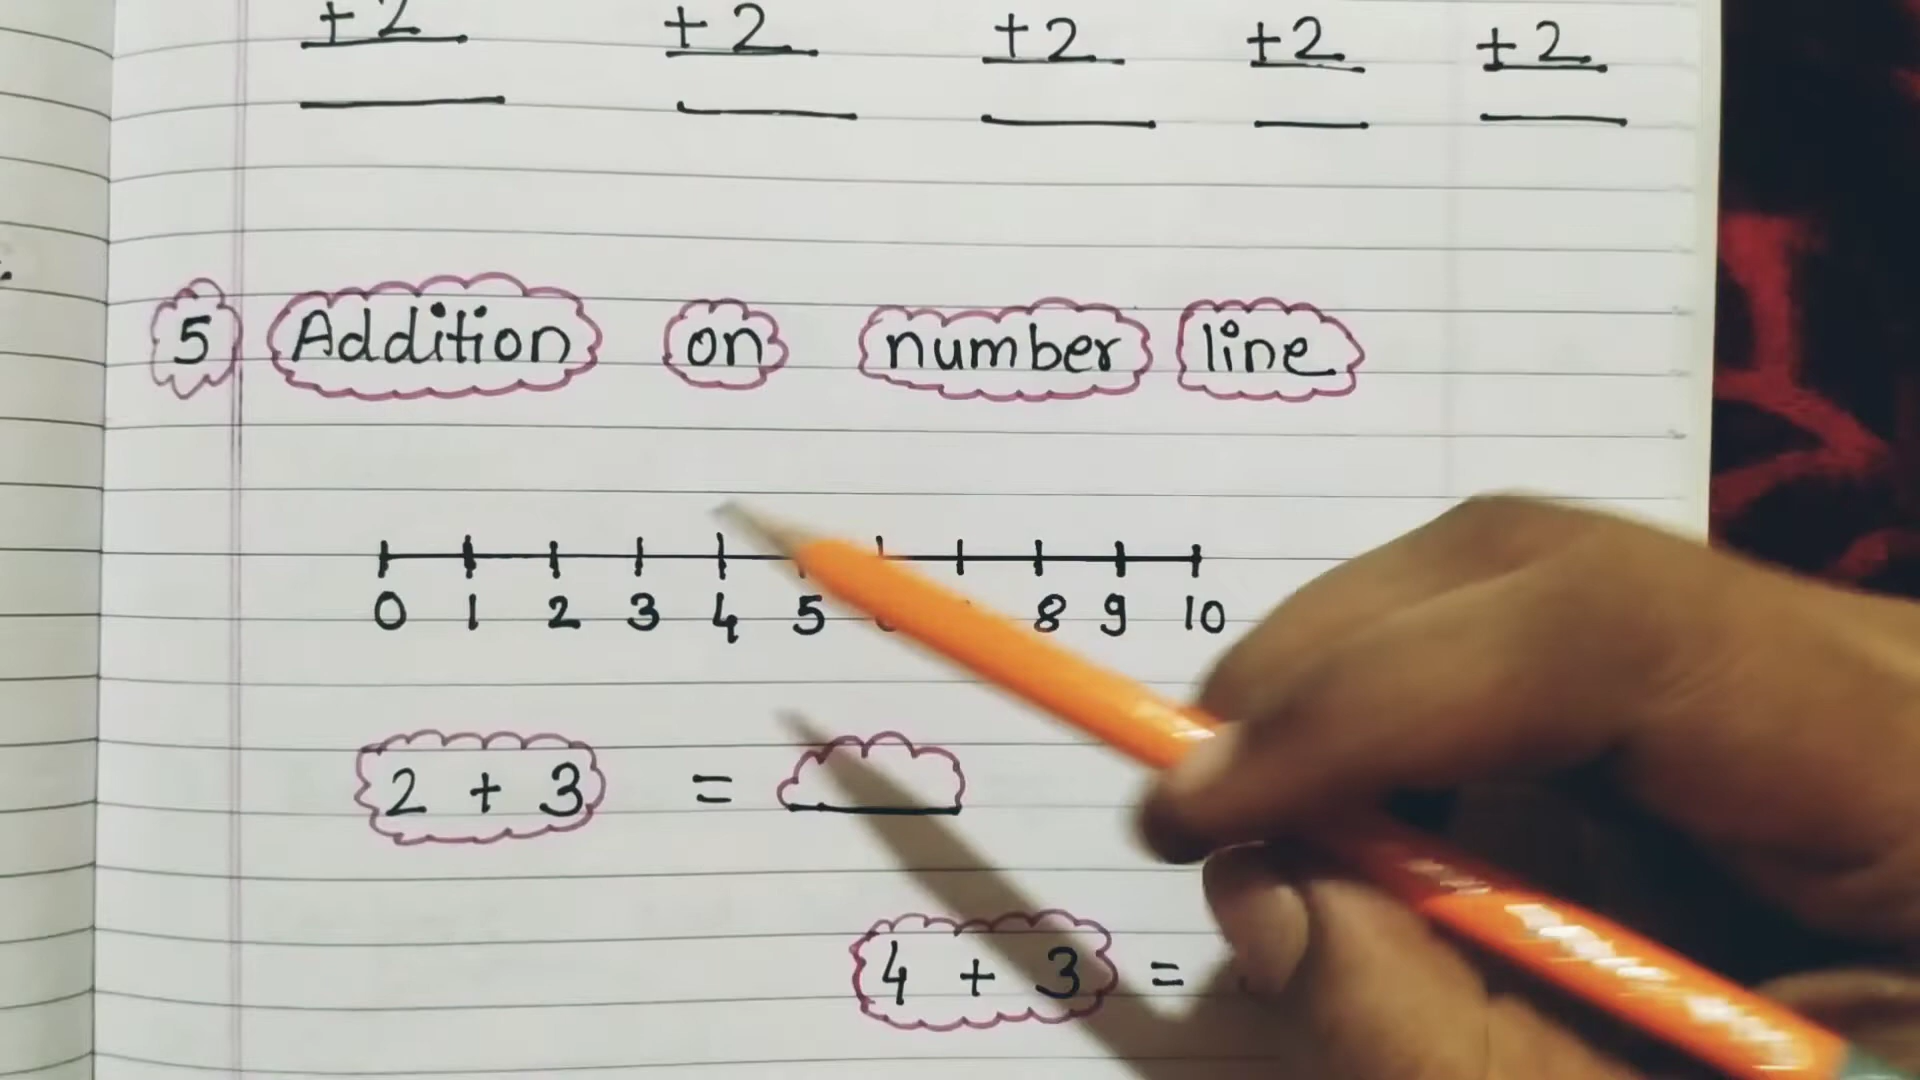 +2 +2 +2 +2 +2
5 Addition on number line
0 1 2 3 4 5 8 9 10
2 + 3 =
4 + 3 =